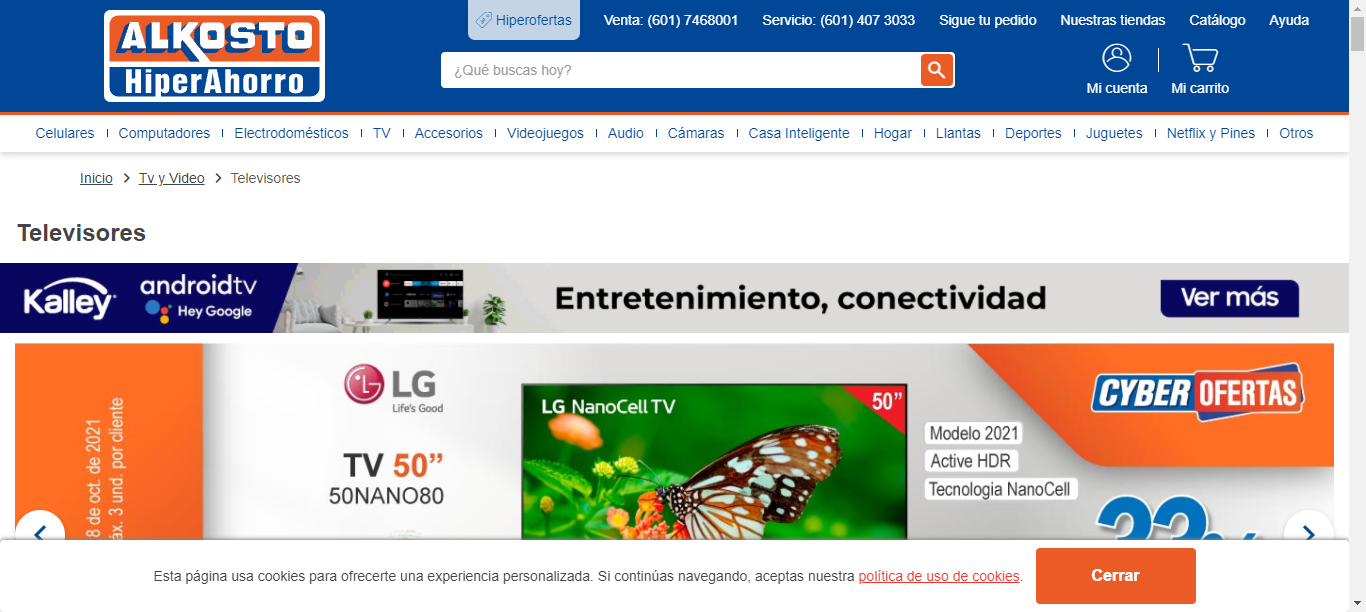 ALKOSTO
HiperAhorro
Hiperofertas
Venta: (601) 7468001
Servicio: (601) 407 3033
Sigue tu pedido
Nuestras tiendas
Catálogo
Ayuda
¿Qué buscas hoy?
Mi cuenta
Mi carrito
Celulares
Computadores
Electrodomésticos
TV
Accesorios
Videojuegos
Audio
Cámaras
Casa Inteligente
Hogar
Llantas
Deportes
Juguetes
Netflix y Pines
Otros
Inicio > Tv y Video > Televisores
Televisores
Kalley
androidtv
Hey Google
Entretenimiento, conectividad
Ver más
8 de oct. de 2021
áx. 3 und. por cliente
LG
Life's Good
TV 50”
50NANO80
LG NanoCell TV
50”
Modelo 2021
Active HDR
Tecnologia NanoCell
CYBER OFERTAS
Esta página usa cookies para ofrecerte una experiencia personalizada. Si continúas navegando, aceptas nuestra política de uso de cookies.
Cerrar